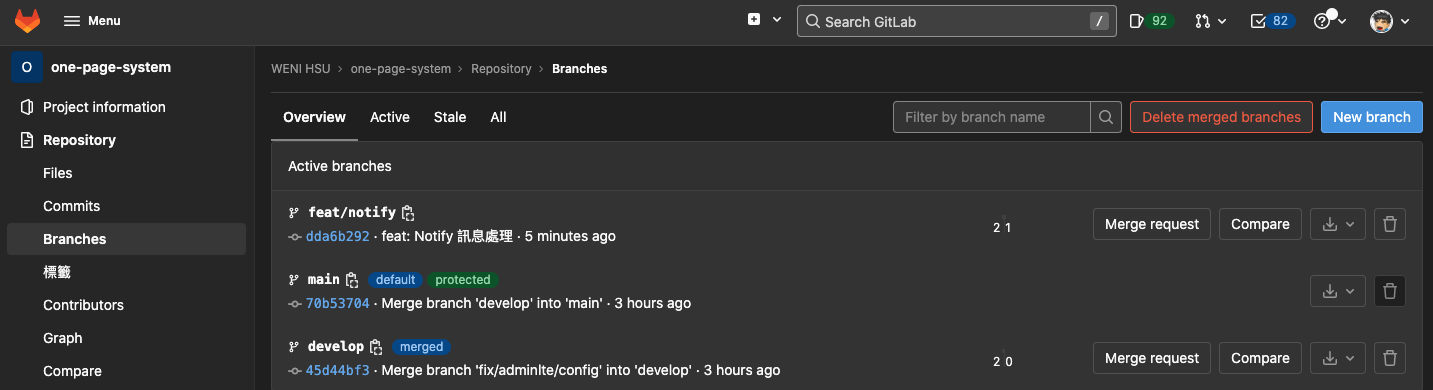 Menu
Search GitLab
/
92
82
O
one-page-system
WENI HSU › one-page-system › Repository › Branches
Project information
Repository
Files
Commits
Branches
標籤
Contributors
Graph
Compare
Overview Active Stale All
Filter by branch name
Delete merged branches
New branch
Active branches
feat/notify
dda6b292 · feat: Notify 訊息處理 · 5 minutes ago
2 1
Merge request
Compare
main default protected
70b53704 · Merge branch 'develop' into 'main' · 3 hours ago
develop merged
45d44bf3 · Merge branch 'fix/adminlte/config' into 'develop' · 3 hours ago
2 0
Merge request
Compare